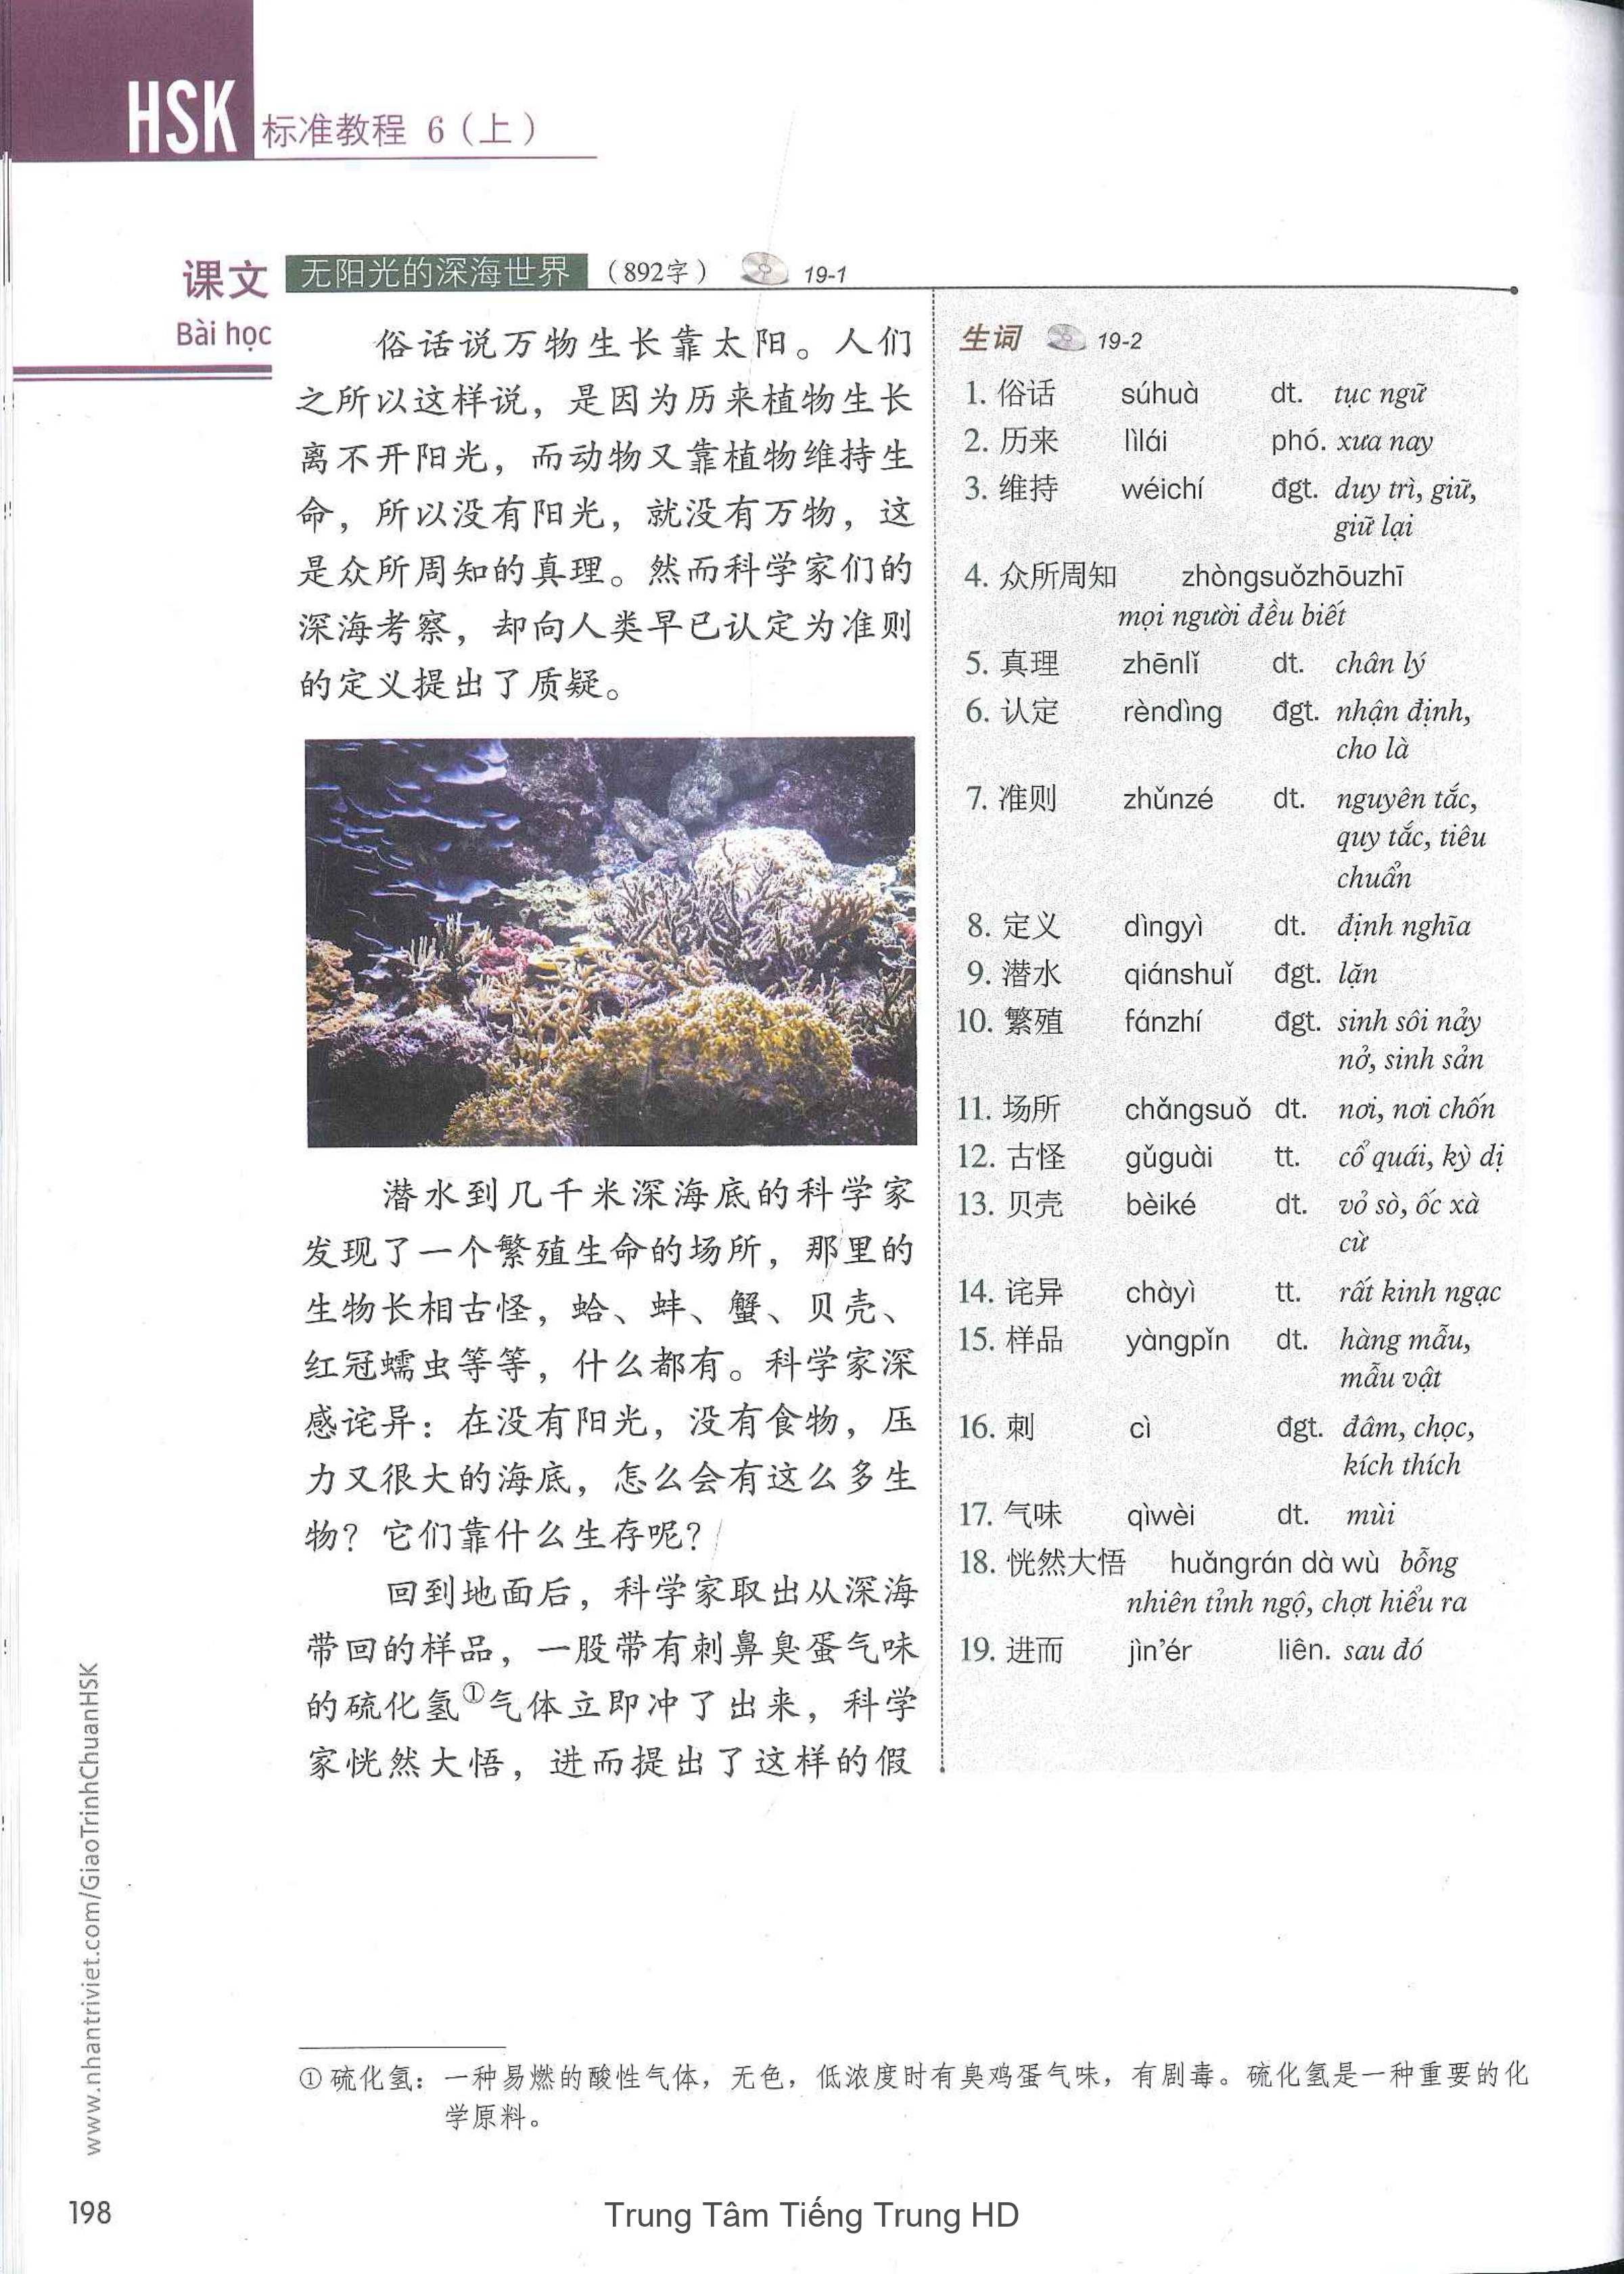 HSK 标准教程 6（上）
课文 无阳光的深海世界 （892字） 19-1
Bài học
俗话说万物生长靠太阳。人们
之所以这样说，是因为历来植物生长
离不开阳光，而动物又靠植物维持生
命，所以没有阳光，就没有万物，这
是众所周知的真理。然而科学家们的
深海考察，却向人类早已认定为准则
的定义提出了质疑。
潜水到几千米深海底的科学家
发现了一个繁殖生命的场所，那里的
生物长相古怪，蛤、蚌、蟹、贝壳、
红冠蠕虫等等，什么都有。科学家深
感诧异：在没有阳光，没有食物，压
力又很大的海底，怎么会有这么多生
物？它们靠什么生存呢？
回到地面后，科学家取出从深海
带回的样品，一股带有刺鼻臭蛋气味
的硫化氢①气体立即冲了出来，科学
家恍然大悟，进而提出了这样的假
生词 19-2
1. 俗话 súhuà dt. tục ngữ
2. 历来 lìlái phó. xưa nay
3. 维持 wéichí đgt. duy trì, giữ,
giữ lại
4. 众所周知 zhòngsuǒzhōuzhī
mọi người đều biết
5. 真理 zhēnlǐ dt. chân lý
6. 认定 rèndìng đgt. nhận định,
cho là
7. 准则 zhǔnzé dt. nguyên tắc,
quy tắc, tiêu
chuẩn
8. 定义 dìngyì dt. định nghĩa
9. 潜水 qiánshuǐ đgt. lặn
10. 繁殖 fánzhí đgt. sinh sôi nảy
nở, sinh sản
11. 场所 chǎngsuǒ dt. nơi, nơi chốn
12. 古怪 gǔguài tt. cổ quái, kỳ dị
13. 贝壳 bèiké dt. vỏ sò, ốc xà
cừ
14. 诧异 chàyì tt. rất kinh ngạc
15. 样品 yàngpǐn dt. hàng mẫu,
mẫu vật
16. 刺 cì đgt. đâm, chọc,
kích thích
17. 气味 qìwèi dt. mùi
18. 恍然大悟 huǎngrán dà wù bỗng
nhiên tỉnh ngộ, chợt hiểu ra
19. 进而 jìn’ér liên. sau đó
① 硫化氢：一种易燃的酸性气体，无色，低浓度时有臭鸡蛋气味，有剧毒。硫化氢是一种重要的化
学原料。
www.nhantriviet.com/GiaoTrinhChuanHSK
198
Trung Tâm Tiếng Trung HD